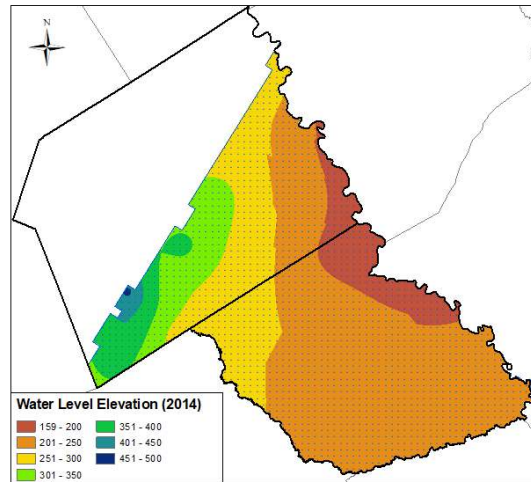 N
Water Level Elevation (2014)
159 - 200
201 - 250
251 - 300
301 - 350
351 - 400
401 - 450
451 - 500